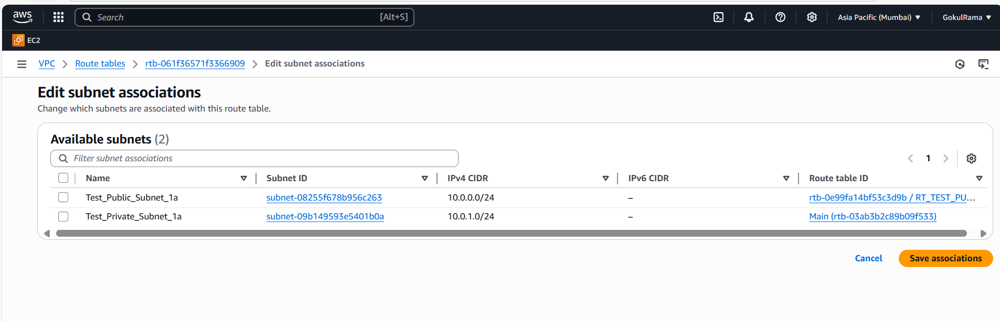 aws
Search [Alt+S]
Asia Pacific (Mumbai) GokulRama
EC2
VPC Route tables rtb-061f36571f3366909 Edit subnet associations
Edit subnet associations
Change which subnets are associated with this route table.
Available subnets (2)
Filter subnet associations
1
Name Subnet ID IPv4 CIDR IPv6 CIDR Route table ID
Test_Public_Subnet_1a subnet-08255f678b956c263 10.0.0.0/24 – rtb-0e99fa14bf53c3d9b / RT_TEST_PU...
Test_Private_Subnet_1a subnet-09b149593e5401b0a 10.0.1.0/24 – Main (rtb-03ab3b2c89b09f533)
Cancel Save associations